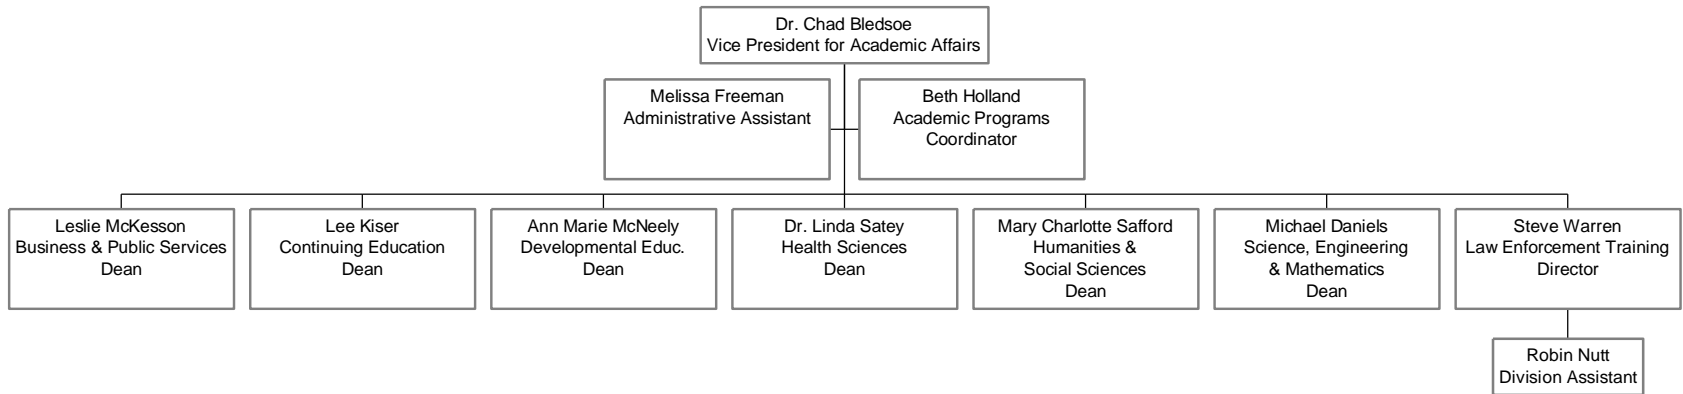 Dr. Chad Bledsoe
Vice President for Academic Affairs
Melissa Freeman
Administrative Assistant
Beth Holland
Academic Programs
Coordinator
Leslie McKesson
Business & Public Services
Dean
Lee Kiser
Continuing Education
Dean
Ann Marie McNeely
Developmental Educ.
Dean
Dr. Linda Satey
Health Sciences
Dean
Mary Charlotte Safford
Humanities &
Social Sciences
Dean
Michael Daniels
Science, Engineering
& Mathematics
Dean
Steve Warren
Law Enforcement Training
Director
Robin Nutt
Division Assistant